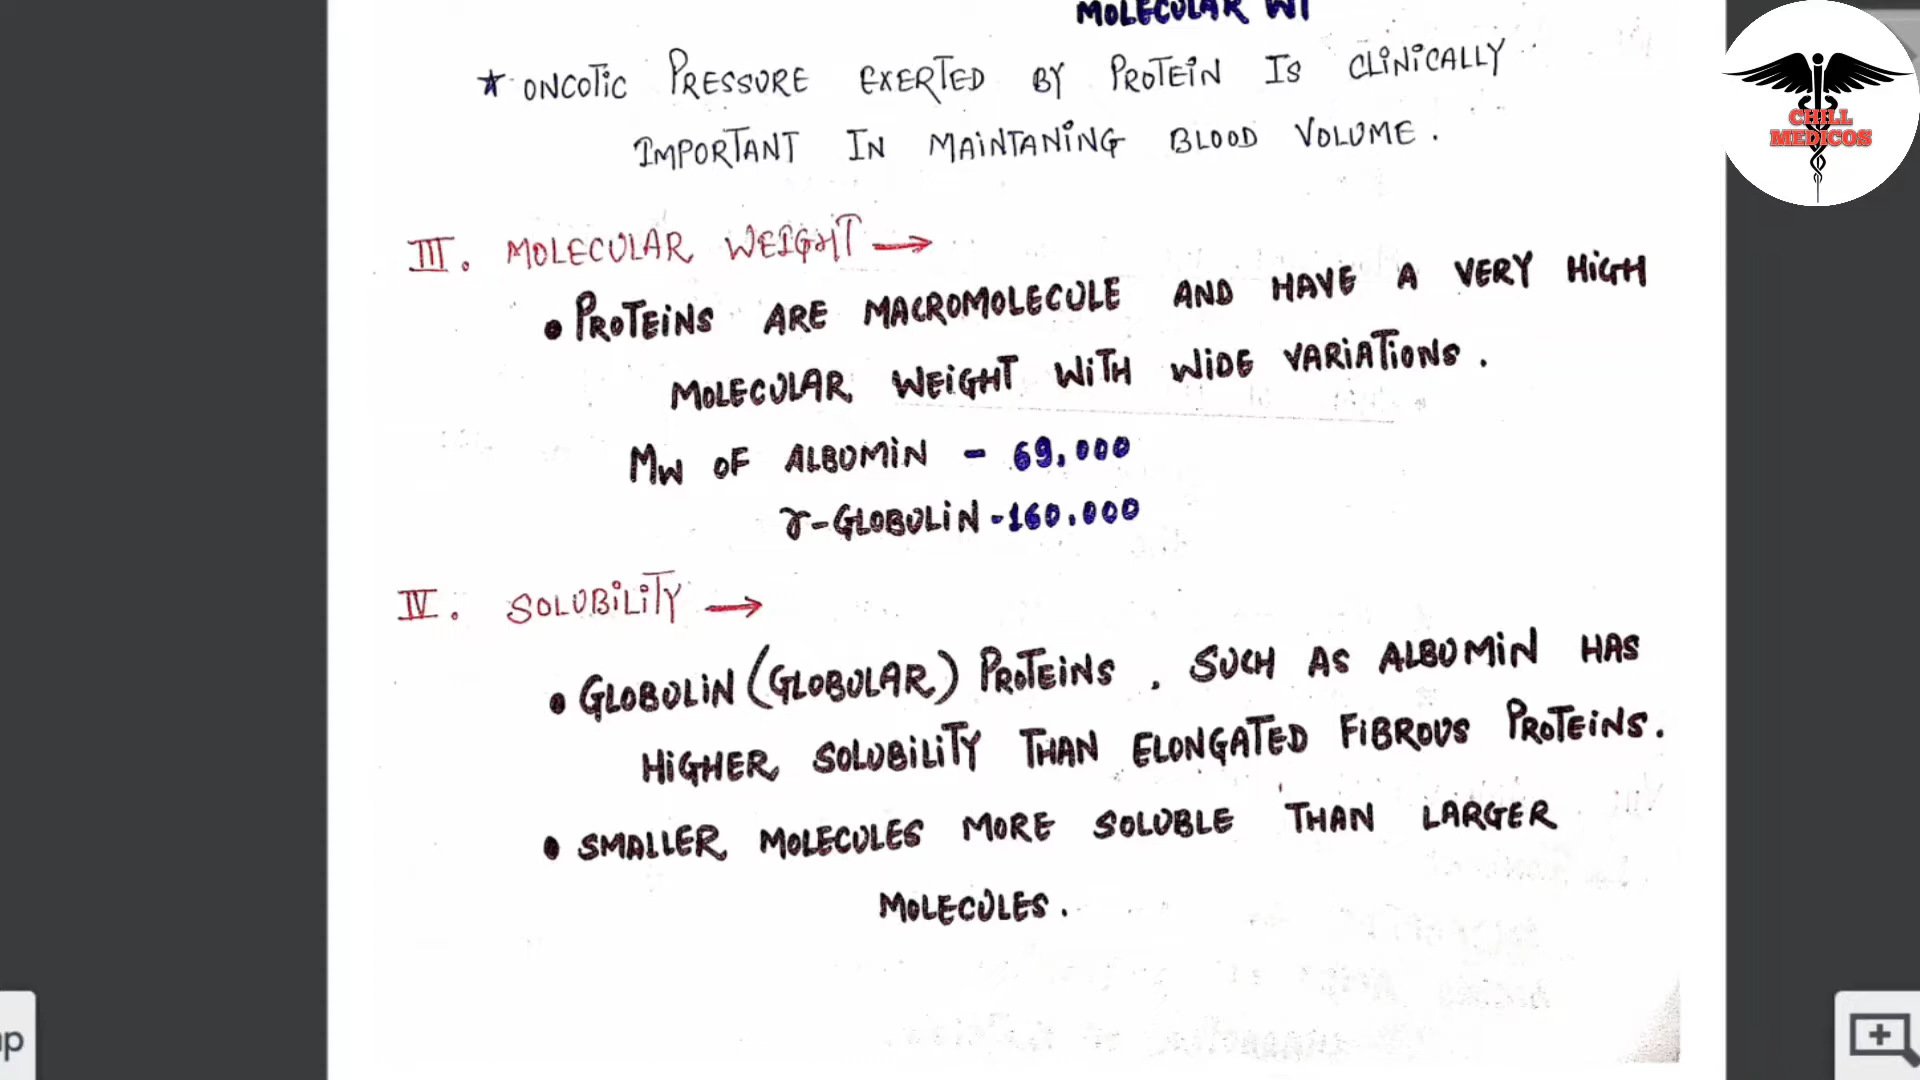 MOLECULAR WT
★ ONCOTIC PRESSURE EXERTED BY PROTEIN IS CLINICALLY
IMPORTANT IN MAINTANING BLOOD VOLUME.
III. MOLECULAR WEIGHT →
• PROTEINS ARE MACROMOLECULE AND HAVE A VERY HIGH
MOLECULAR WEIGHT WITH WIDE VARIATIONS.
MW OF ALBUMIN - 69,000
γ-GLOBULIN - 160,000
IV. SOLUBILITY →
• GLOBULIN (GLOBULAR) PROTEINS, SUCH AS ALBUMIN HAS
HIGHER SOLUBILITY THAN ELONGATED FIBROUS PROTEINS.
• SMALLER MOLECULES MORE SOLUBLE THAN LARGER
MOLECULES.
CHILL
MEDICOS